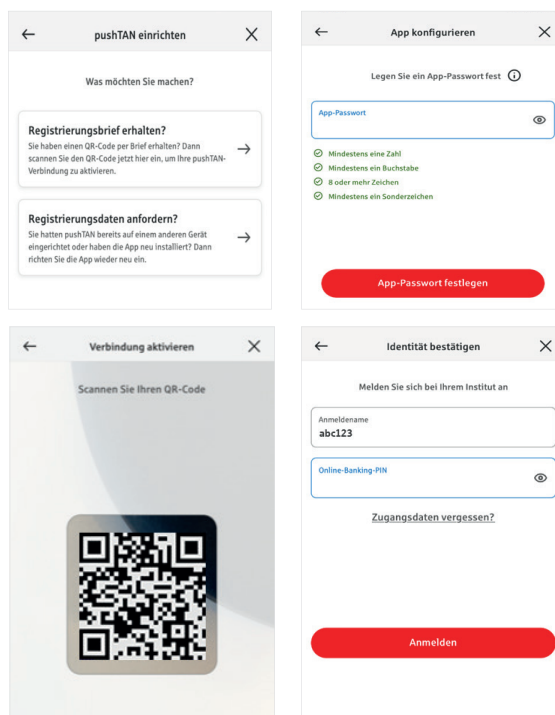 pushTAN einrichten
Was möchten Sie machen?
Registrierungsbrief erhalten?
Sie haben einen QR-Code per Brief erhalten? Dann
scannen Sie den QR-Code jetzt hier ein, um Ihre pushTAN-
Verbindung zu aktivieren.
Registrierungsdaten anfordern?
Sie hatten pushTAN bereits auf einem anderen Gerät
eingerichtet oder haben die App neu installiert? Dann
richten Sie die App wieder neu ein.
App konfigurieren
Legen Sie ein App-Passwort fest
App-Passwort
Mindestens eine Zahl
Mindestens ein Buchstabe
8 oder mehr Zeichen
Mindestens ein Sonderzeichen
App-Passwort festlegen
Verbindung aktivieren
Scannen Sie Ihren QR-Code
Identität bestätigen
Melden Sie sich bei Ihrem Institut an
Anmeldename
abc123
Online-Banking-PIN
Zugangsdaten vergessen?
Anmelden